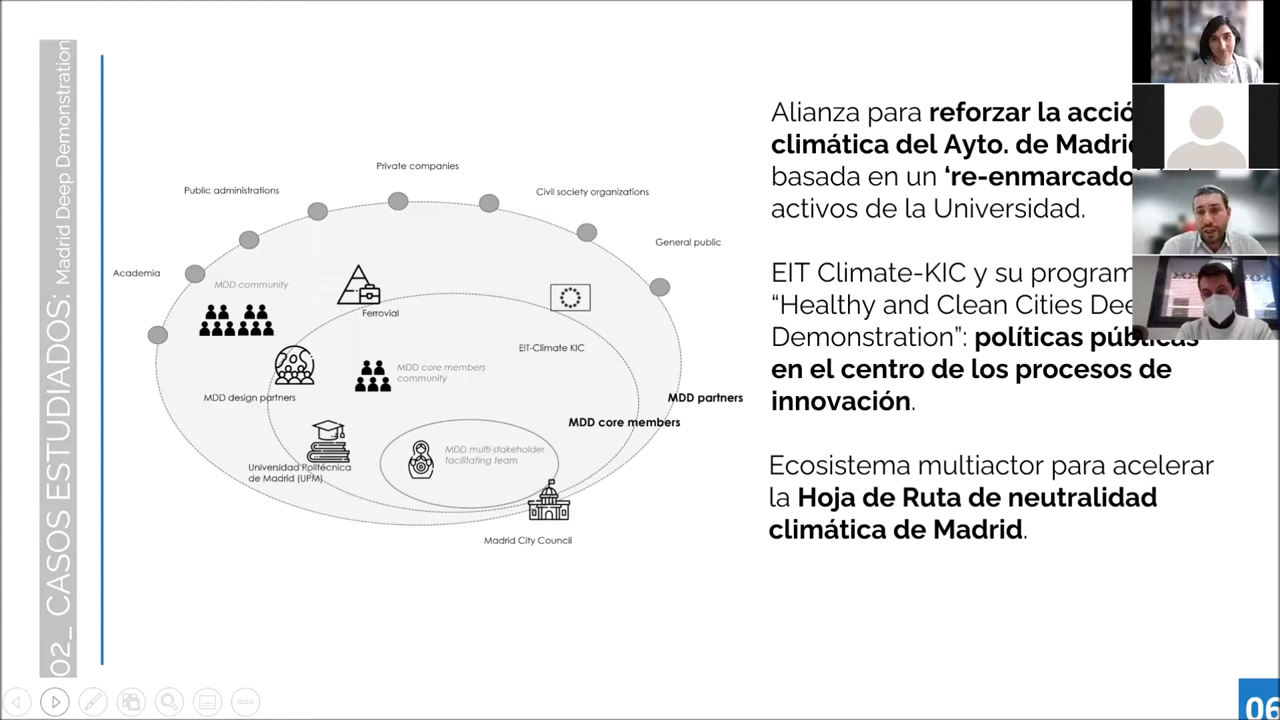 02_ CASOS ESTUDIADOS: Madrid Deep Demonstration
Private companies
Public administrations
Civil society organizations
General public
Academia
MDD community
Ferrovial
EIT-Climate KIC
MDD core members
community
MDD design partners
MDD partners
MDD core members
MDD multi-stakeholder
facilitating team
Universidad Politécnica
de Madrid (UPM)
Madrid City Council
Alianza para reforzar la
climática del Ayto. de
basada en un ‘re-enmarcado’
activos de la Universidad.
EIT Climate-KIC y su
“Healthy and Clean Cities
Demonstration”: políticas públicas
en el centro de los procesos de
innovación.
Ecosistema multiactor para acelerar
la Hoja de Ruta de neutralidad
climática de Madrid.
06